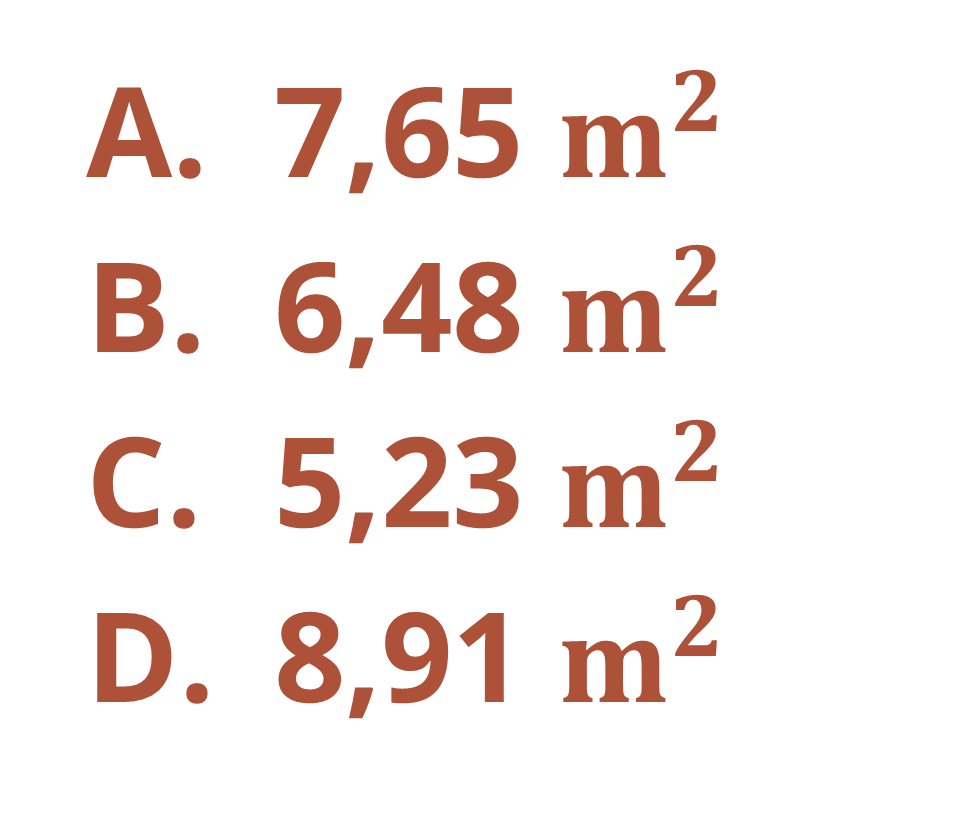 A. 7,65 m²
B. 6,48 m²
C. 5,23 m²
D. 8,91 m²